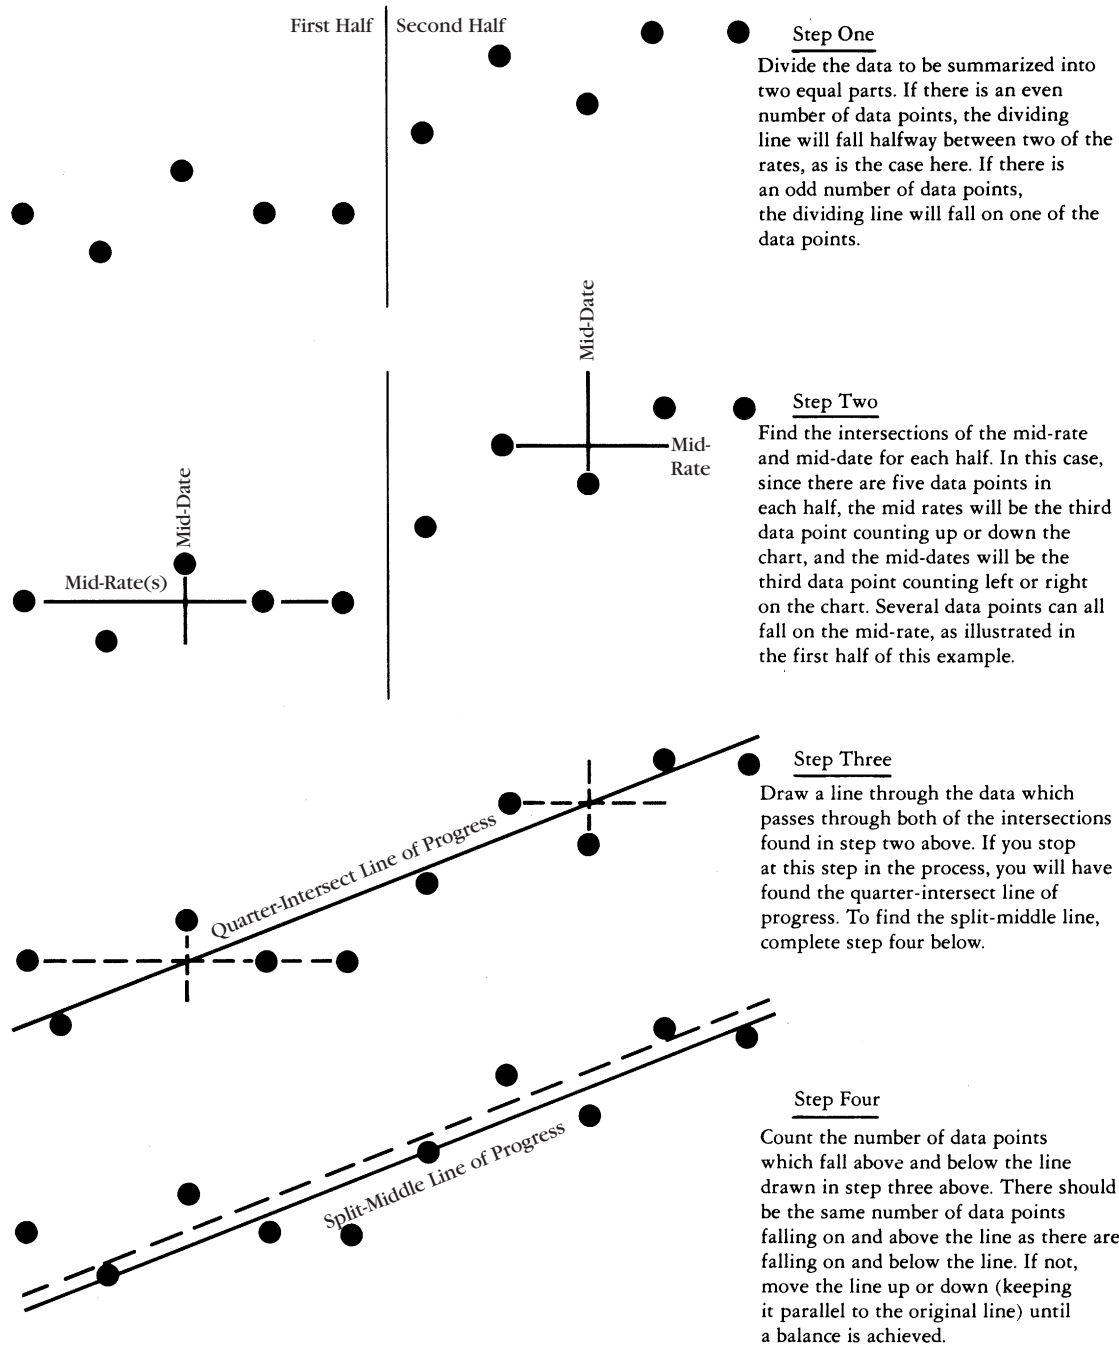 First Half
Second Half
Step One
Divide the data to be summarized into
two equal parts. If there is an even
number of data points, the dividing
line will fall halfway between two of the
rates, as is the case here. If there is
an odd number of data points,
the dividing line will fall on one of the
data points.
Mid-Date
Mid-
Rate
Mid-Date
Mid-Rate(s)
Step Two
Find the intersections of the mid-rate
and mid-date for each half. In this case,
since there are five data points in
each half, the mid rates will be the third
data point counting up or down the
chart, and the mid-dates will be the
third data point counting left or right
on the chart. Several data points can all
fall on the mid-rate, as illustrated in
the first half of this example.
Quarter-Intersect Line of Progress
Step Three
Draw a line through the data which
passes through both of the intersections
found in step two above. If you stop
at this step in the process, you will have
found the quarter-intersect line of
progress. To find the split-middle line,
complete step four below.
Split-Middle Line of Progress
Step Four
Count the number of data points
which fall above and below the line
drawn in step three above. There should
be the same number of data points
falling on and above the line as there are
falling on and below the line. If not,
move the line up or down (keeping
it parallel to the original line) until
a balance is achieved.